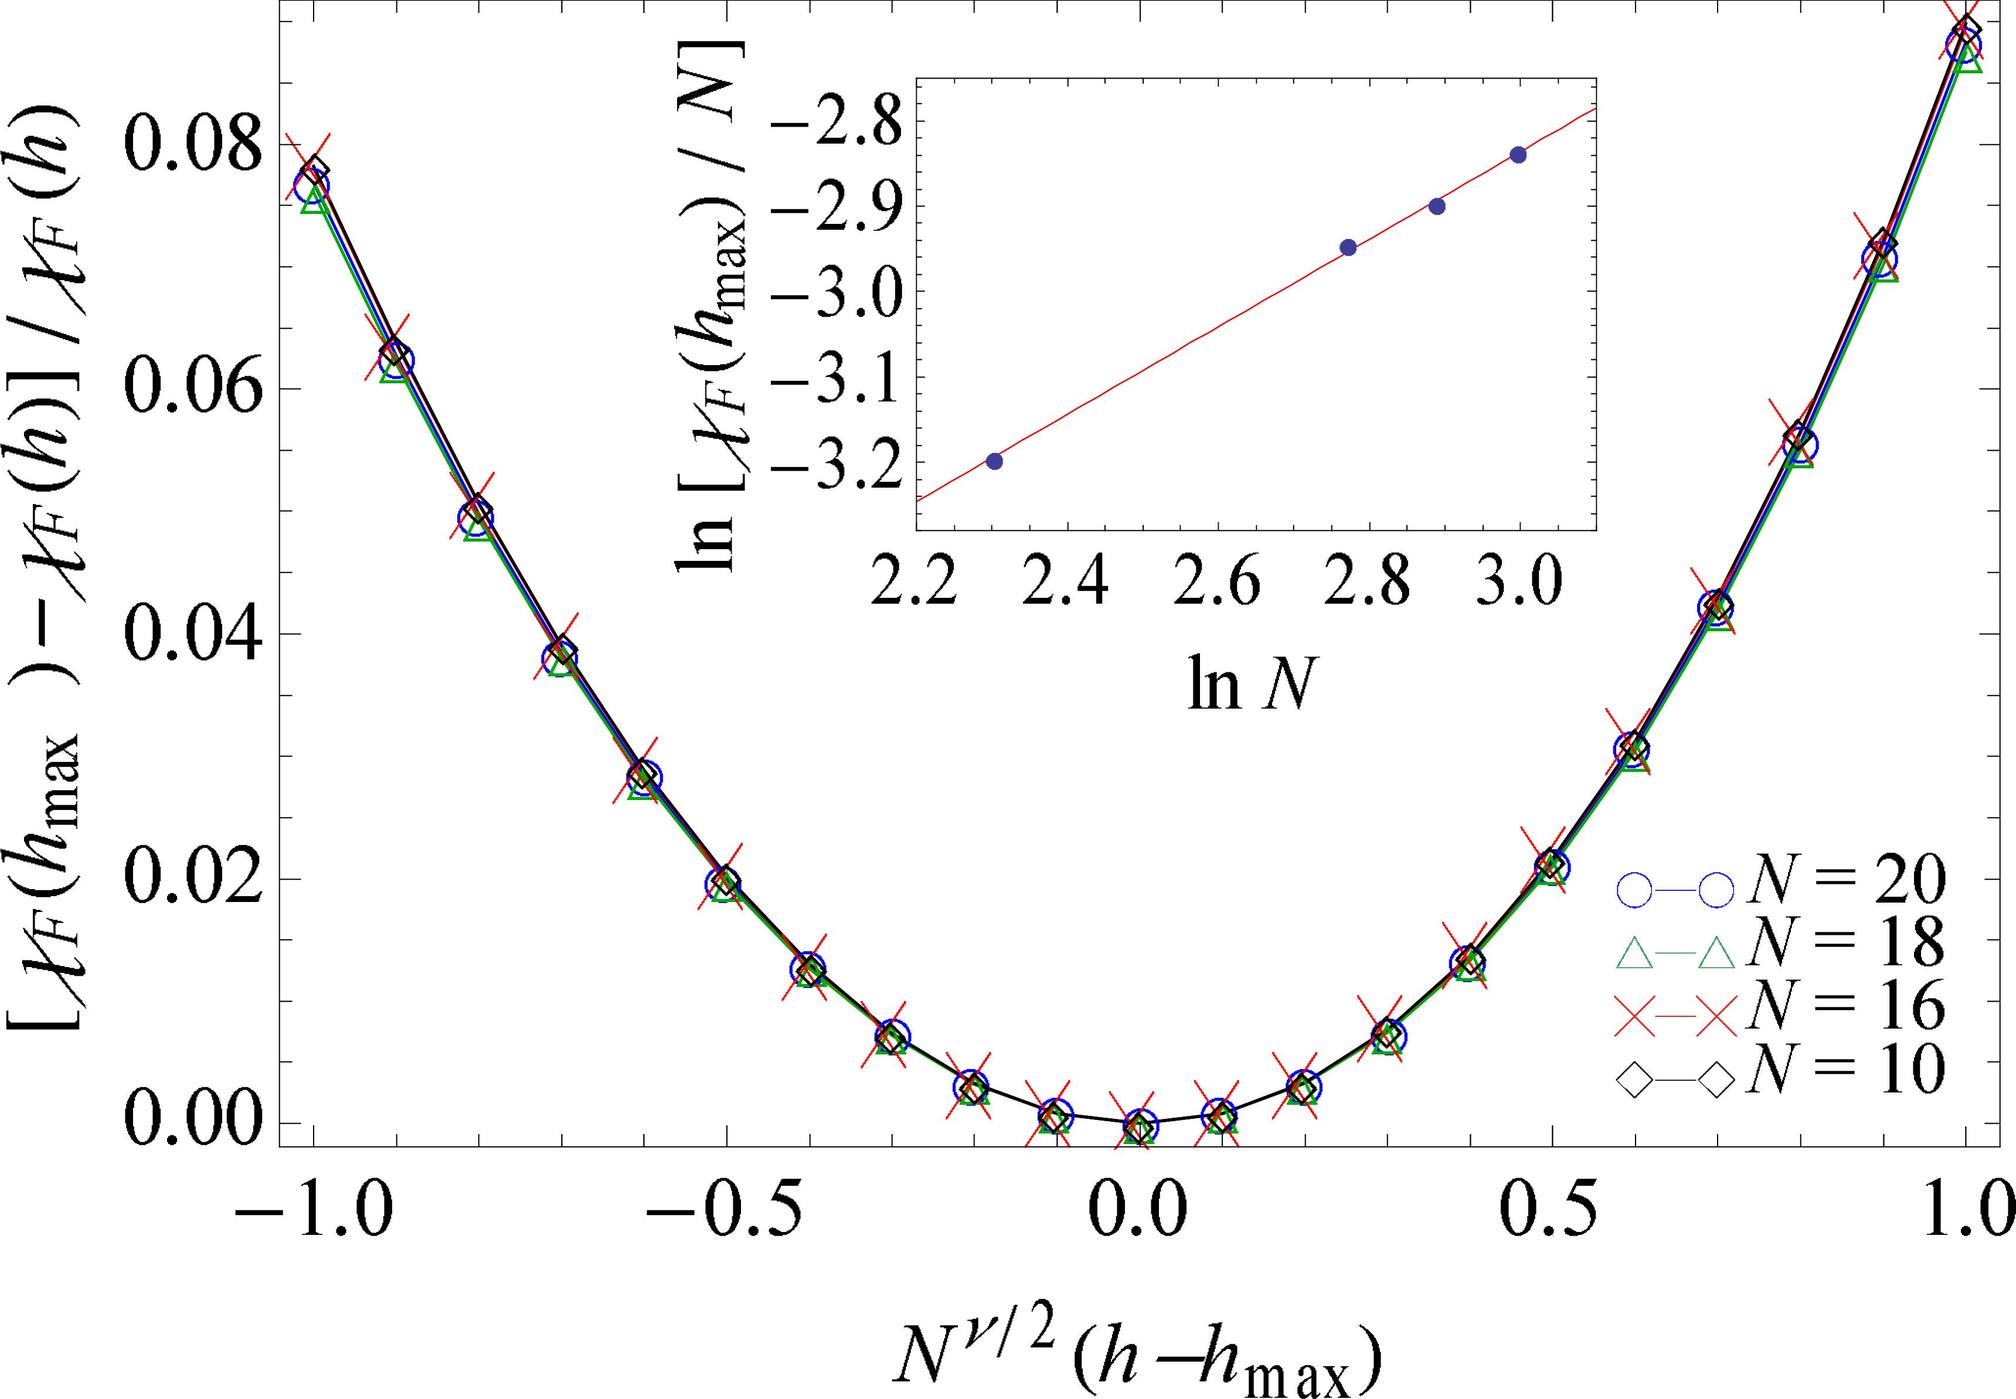 [χF(hmax)−χF(h)]/χF(h)
0.08
0.06
0.04
0.02
0.00
−1.0 −0.5 0.0 0.5 1.0
N^ν/2 (h−hmax)
ln [χF(hmax) / N]
−2.8
−2.9
−3.0
−3.1
−3.2
2.2 2.4 2.6 2.8 3.0
ln N
N = 20
N = 18
N = 16
N = 10